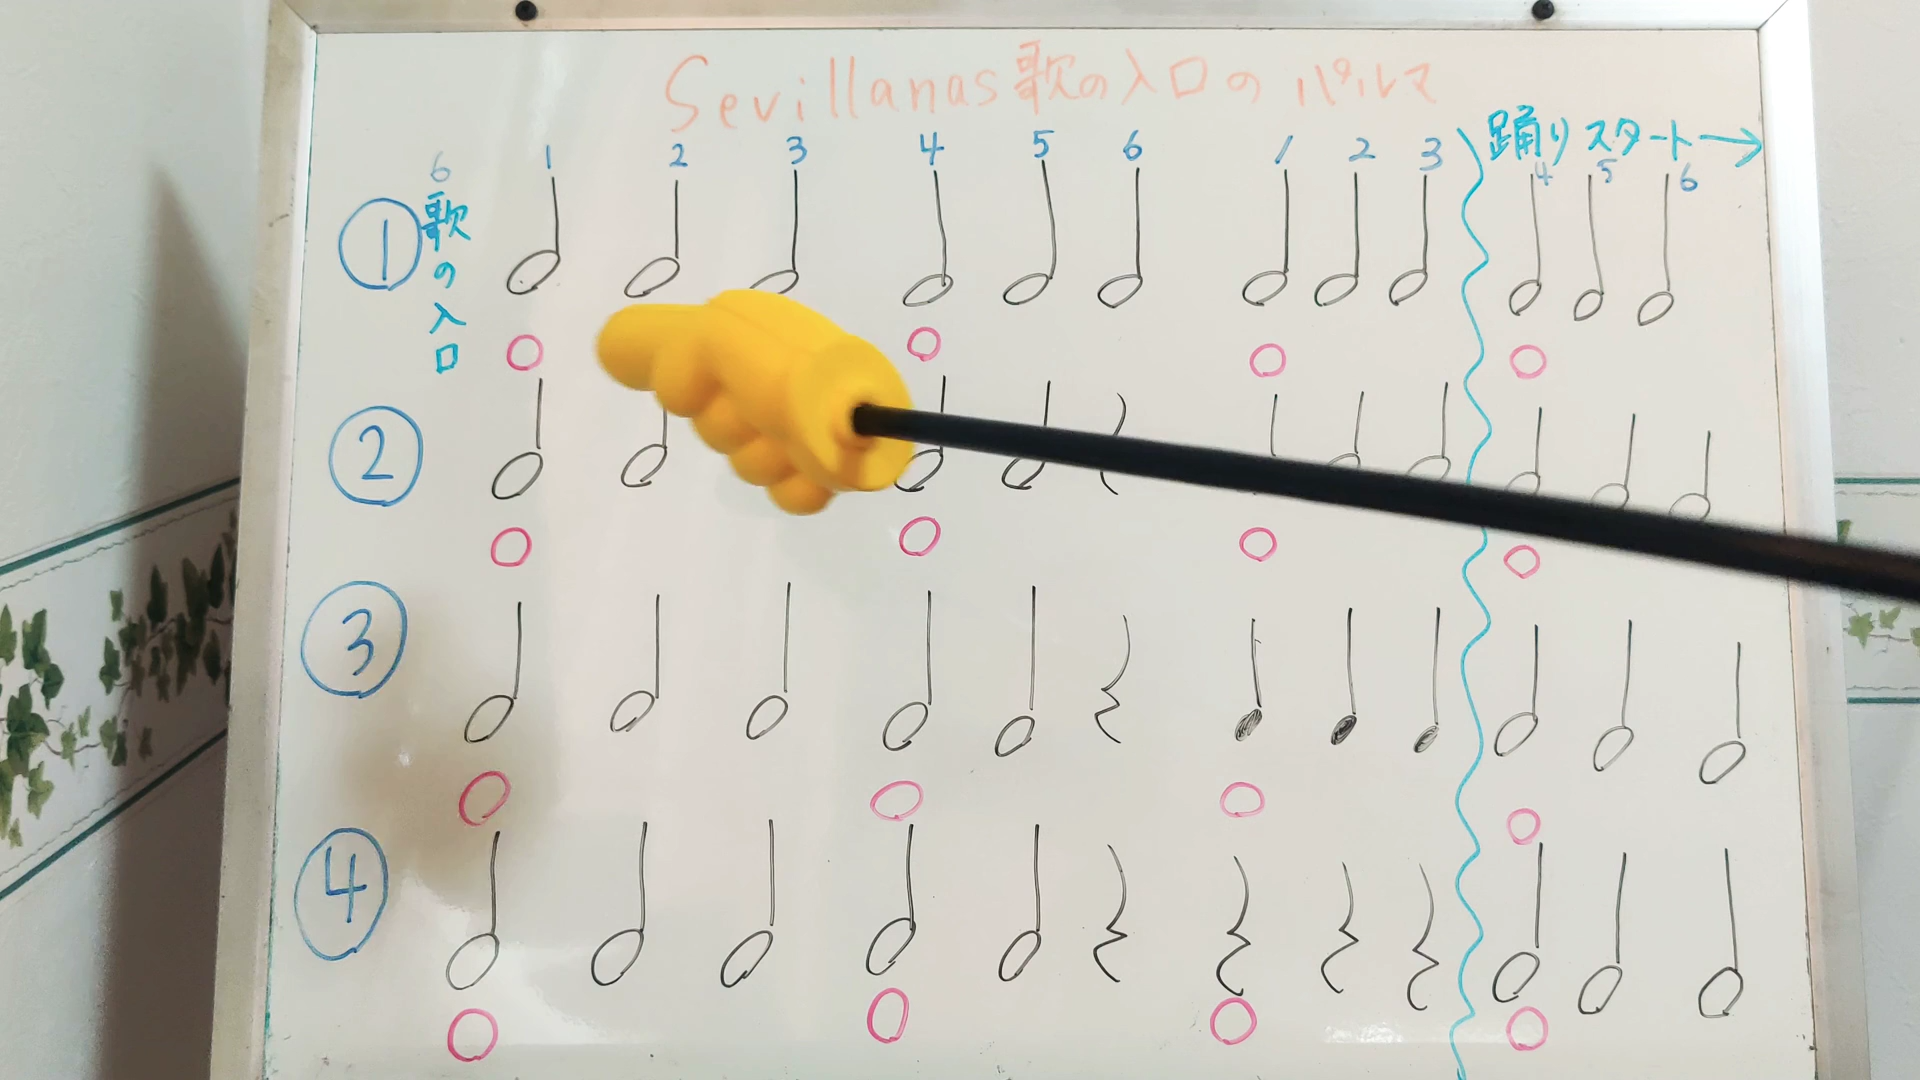 Sevillanas歌の入口のパルマ
踊りスタート→
6 1 2 3 4 5 6 1 2 3 4 5 6
① 歌の入口
②
③
④